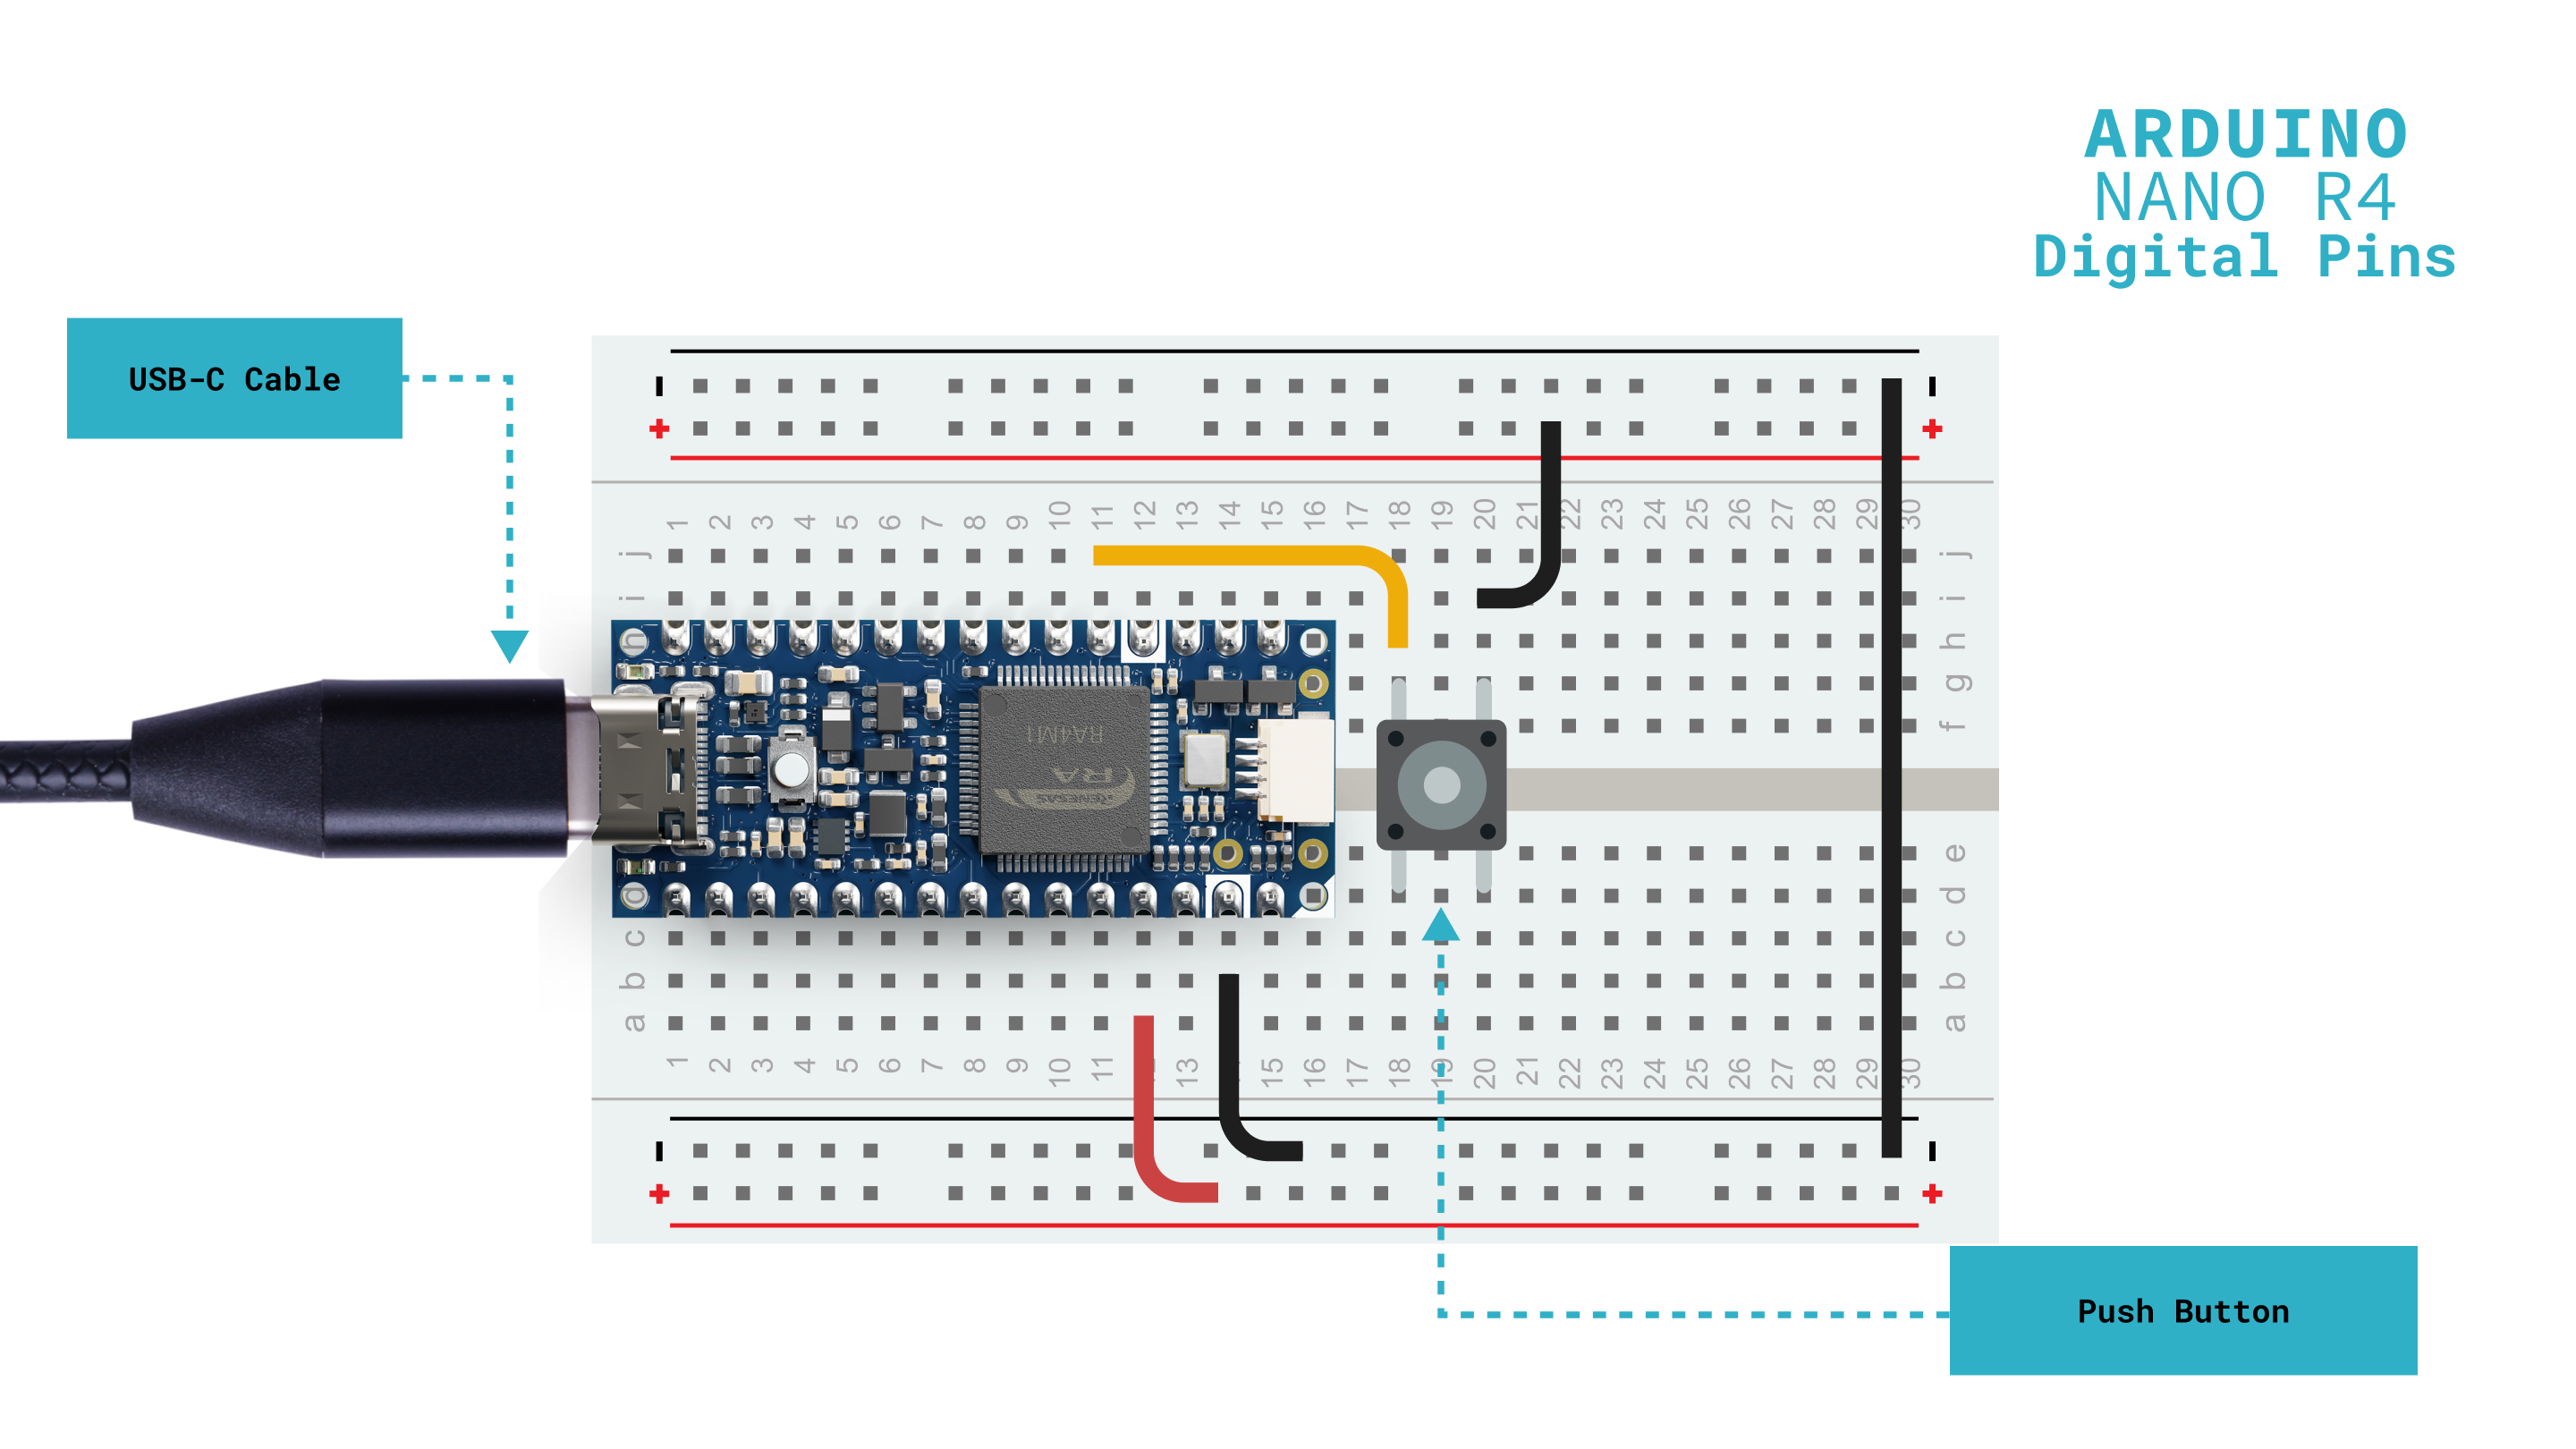 ARDUINO
NANO R4
Digital Pins
USB-C Cable
- -
+ +
1 2 3 4 5 6 7 8 9 10 11 12 13 14 15 16 17 18 19 20 21 22 23 24 25 26 27 28 29 30
j j
i i
h h
g
f
RA4M1
RA
RENESAS
e
d d
c c
b b
a a
1 2 3 4 5 6 7 8 9 10 11 13 15 16 17 18 19 20 21 22 23 24 25 26 27 28 29 30
- -
+ +
Push Button